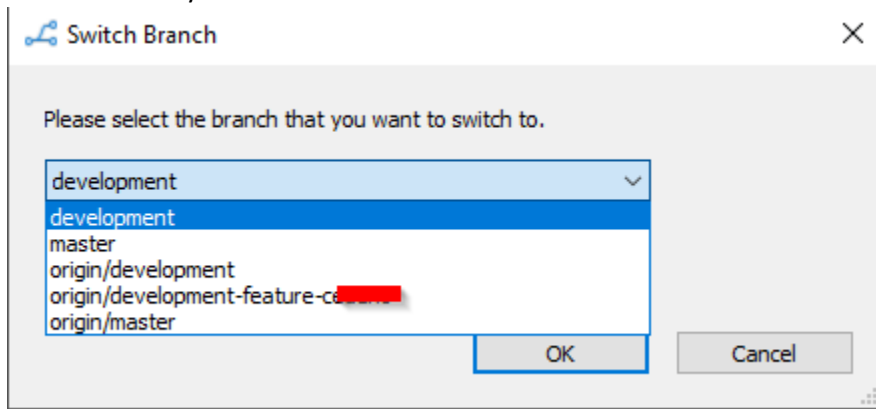 Switch Branch
Please select the branch that you want to switch to.
development
development
master
origin/development
origin/development-feature-
origin/master
OK
Cancel